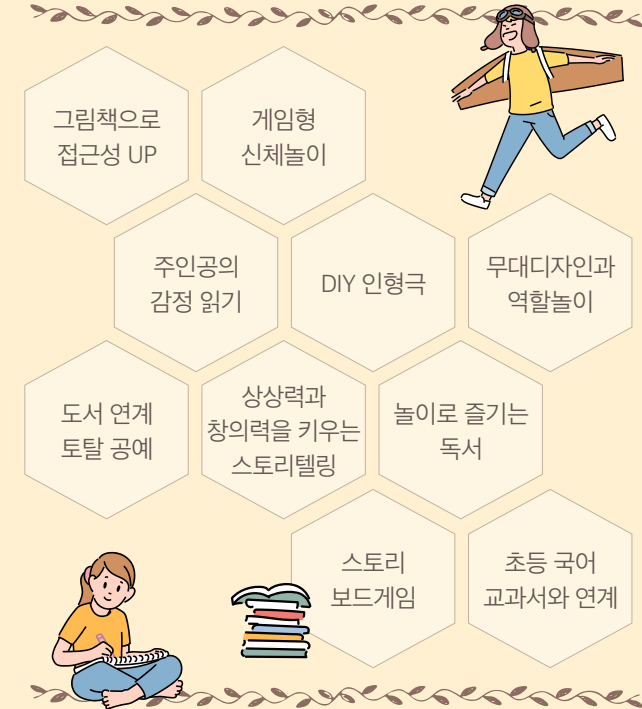 그림책으로
접근성 UP
게임형
신체놀이
주인공의
감정 읽기
DIY 인형극
무대디자인과
역할놀이
도서 연계
토탈 공예
상상력과
창의력을 키우는
스토리텔링
놀이로 즐기는
독서
스토리
보드게임
초등 국어
교과서와 연계